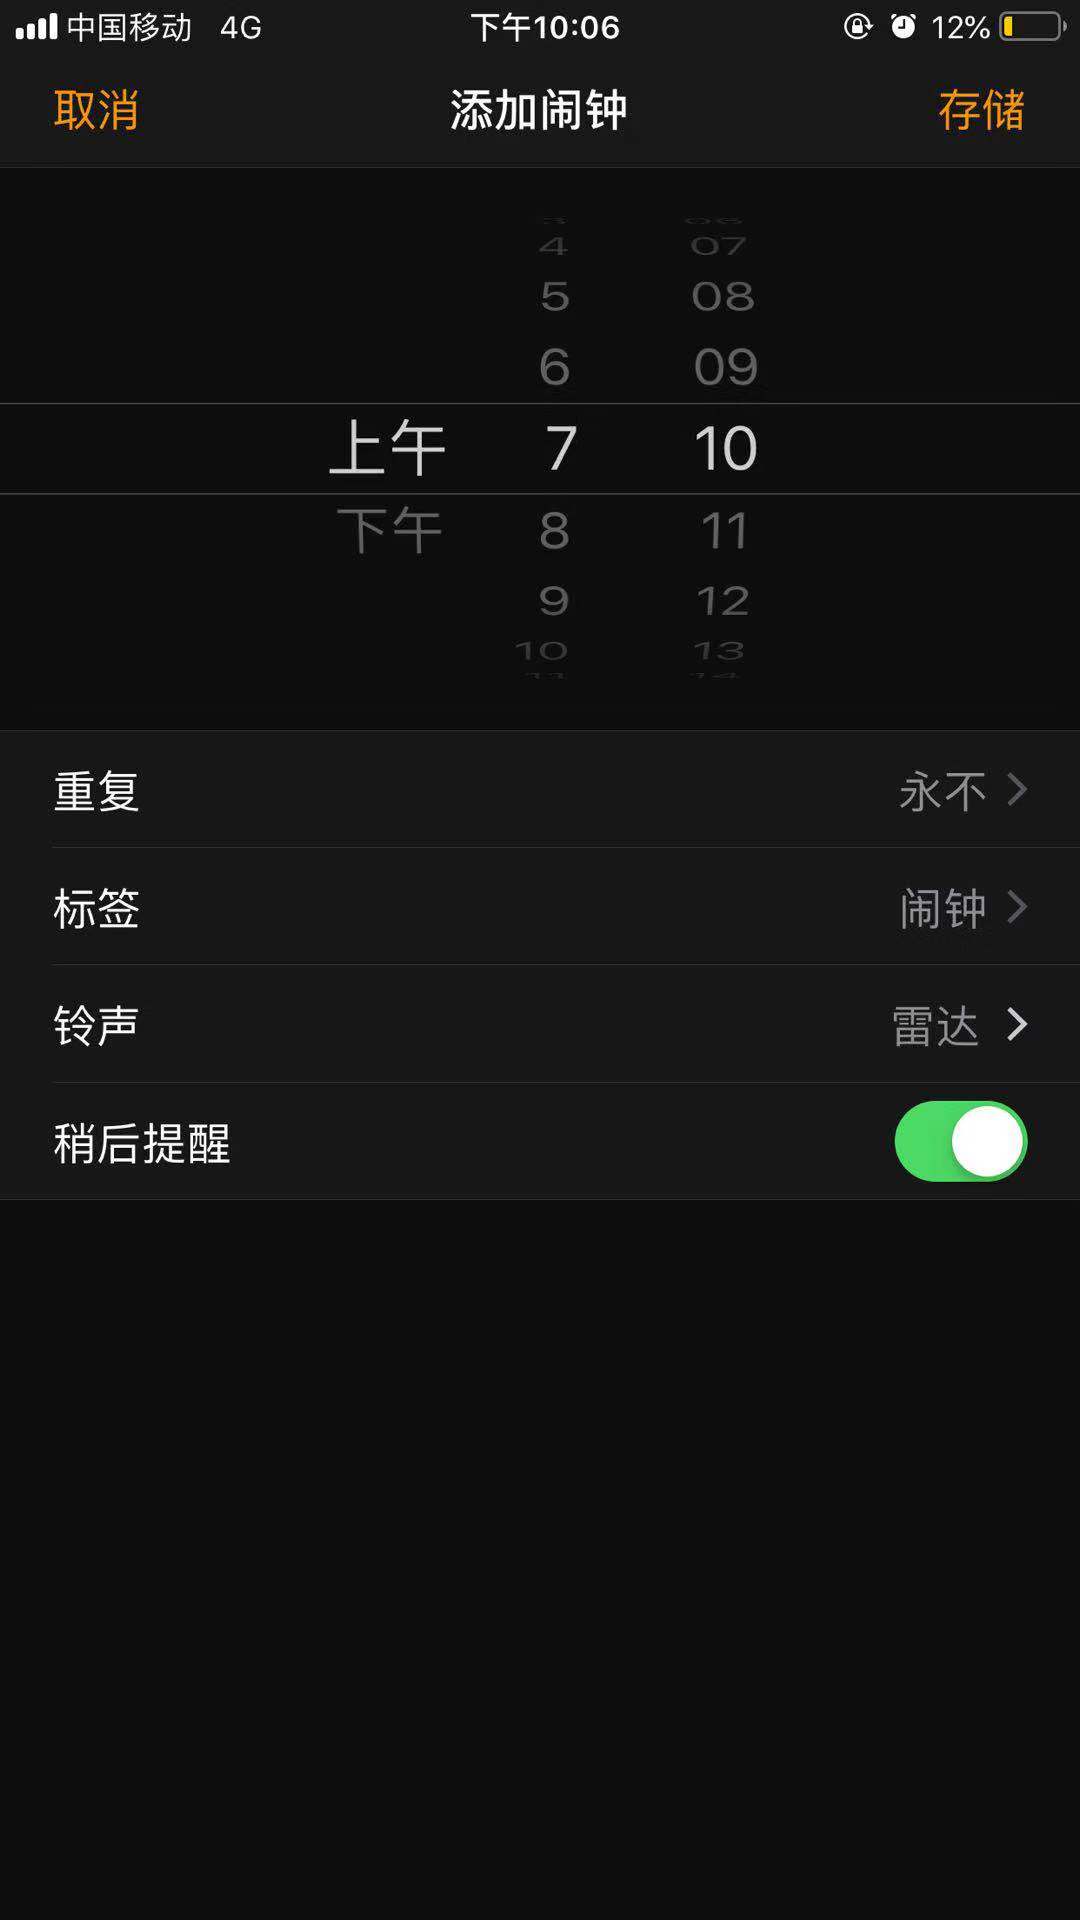 中国移动 4G 下午10:06 12%
取消 添加闹钟 存储
4 07
5 08
6 09
上午 7 10
下午 8 11
9 12
10 13
重复 永不
标签 闹钟
铃声 雷达
稍后提醒